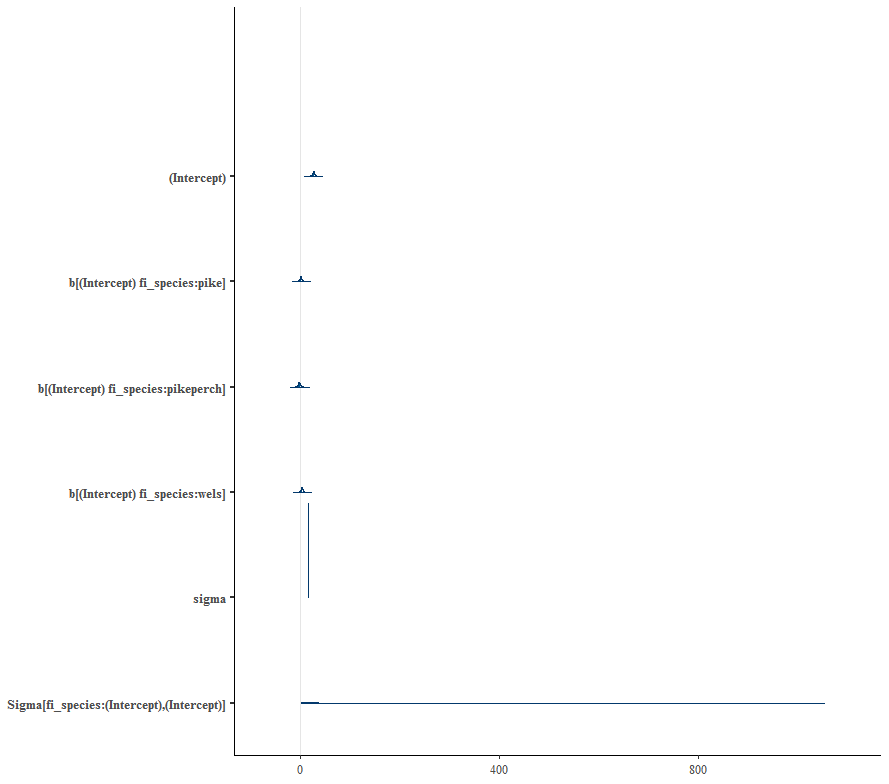 (Intercept)
b[(Intercept) fi_species:pike]
b[(Intercept) fi_species:pikeperch]
b[(Intercept) fi_species:wels]
sigma
Sigma[fi_species:(Intercept),(Intercept)]
0 400 800